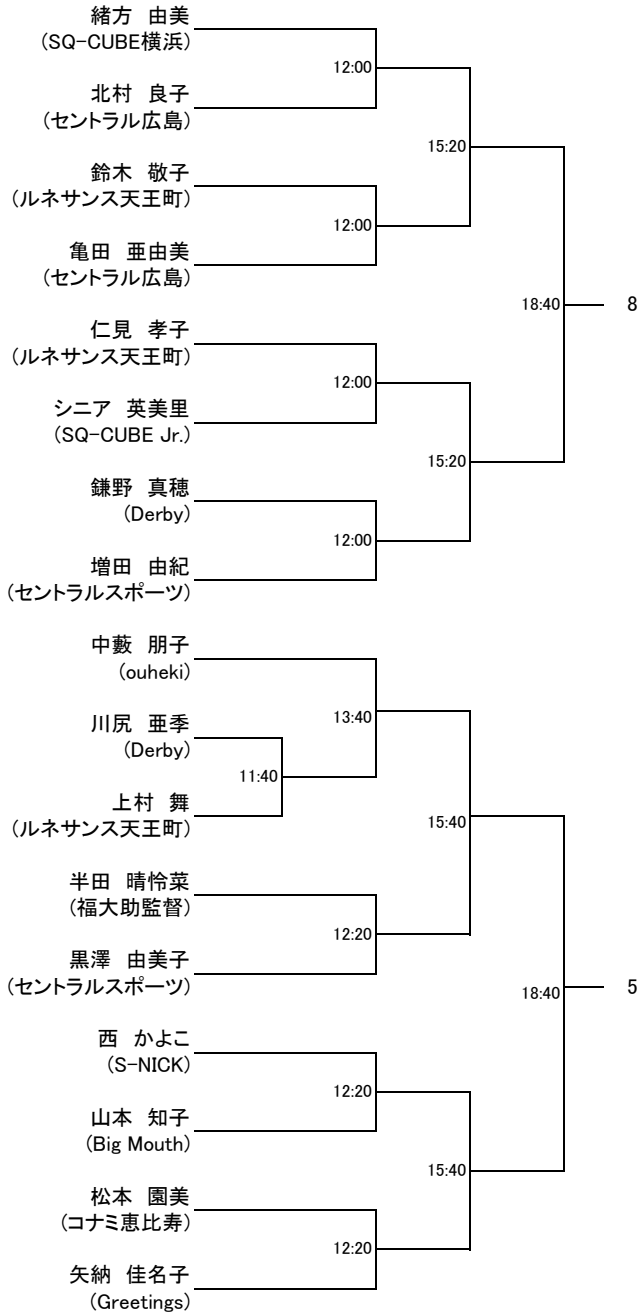 緒方　由美
(SQ-CUBE横浜)
12:00
北村　良子
(セントラル広島)
15:20
鈴木　敬子
(ルネサンス天王町)
12:00
亀田　亜由美
(セントラル広島)
18:40
8
仁見　孝子
(ルネサンス天王町)
12:00
シニア　英美里
(SQ-CUBE Jr.)
15:20
鎌野　真穂
(Derby)
12:00
増田　由紀
(セントラルスポーツ)
中藪　朋子
(ouheki)
13:40
川尻　亜季
(Derby)
11:40
上村　舞
(ルネサンス天王町)
15:40
半田　晴怜菜
(福大助監督)
12:20
黒澤　由美子
(セントラルスポーツ)
18:40
5
西　かよこ
(S-NICK)
12:20
山本　知子
(Big Mouth)
15:40
松本　園美
(コナミ恵比寿)
12:20
矢納　佳名子
(Greetings)